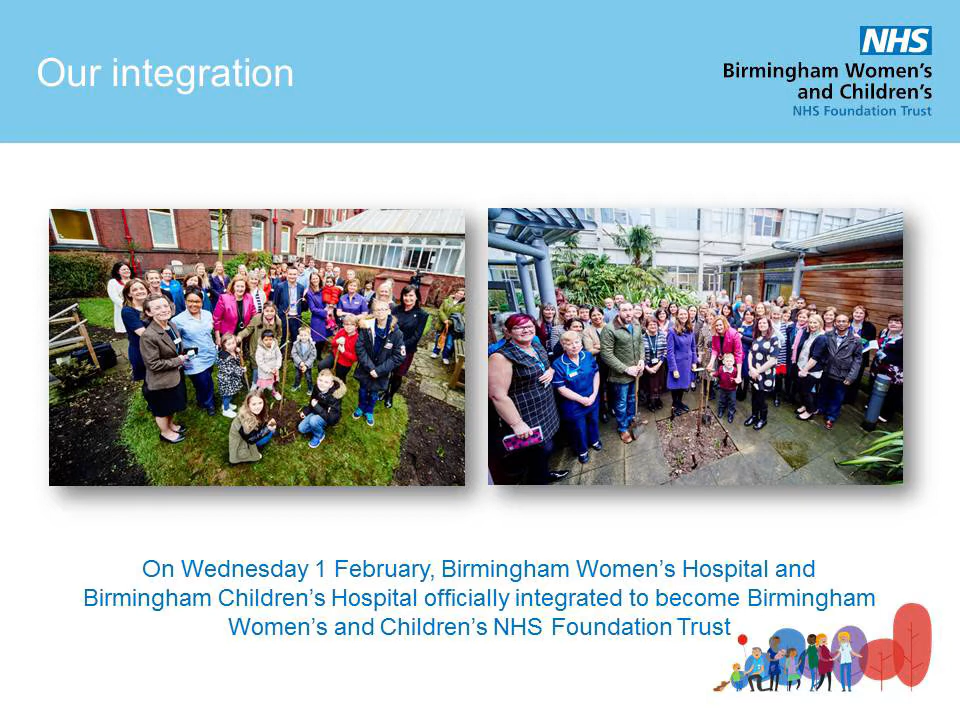 Our integration
NHS
Birmingham Women's
and Children's
NHS Foundation Trust
On Wednesday 1 February, Birmingham Women's Hospital and
Birmingham Children's Hospital officially integrated to become Birmingham
Women's and Children's NHS Foundation Trust